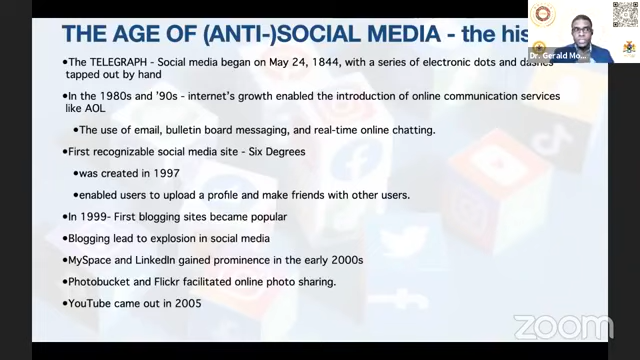 THE AGE OF (ANTI-)SOCIAL MEDIA - the his
•The TELEGRAPH - Social media began on May 24, 1844, with a series of electronic dots and dashes
tapped out by hand
•In the 1980s and '90s - internet's growth enabled the introduction of online communication services
like AOL
•The use of email, bulletin board messaging, and real-time online chatting.
•First recognizable social media site - Six Degrees
•was created in 1997
•enabled users to upload a profile and make friends with other users.
•In 1999- First blogging sites became popular
•Blogging lead to explosion in social media
•MySpace and LinkedIn gained prominence in the early 2000s
•Photobucket and Flickr facilitated online photo sharing.
•YouTube came out in 2005
Dr. Gerald Mo...
zoom